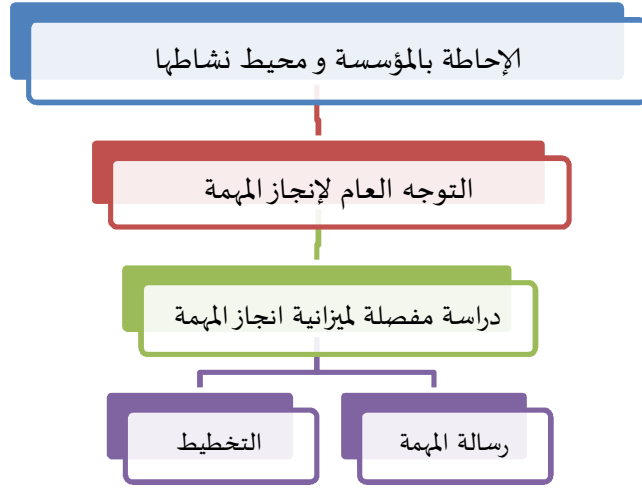 الإحاطة بالمؤسسة و محيط نشاطها
التوجه العام لإنجاز المهمة
دراسة مفصلة لميزانية انجاز المهمة
رسالة المهمة
التخطيط